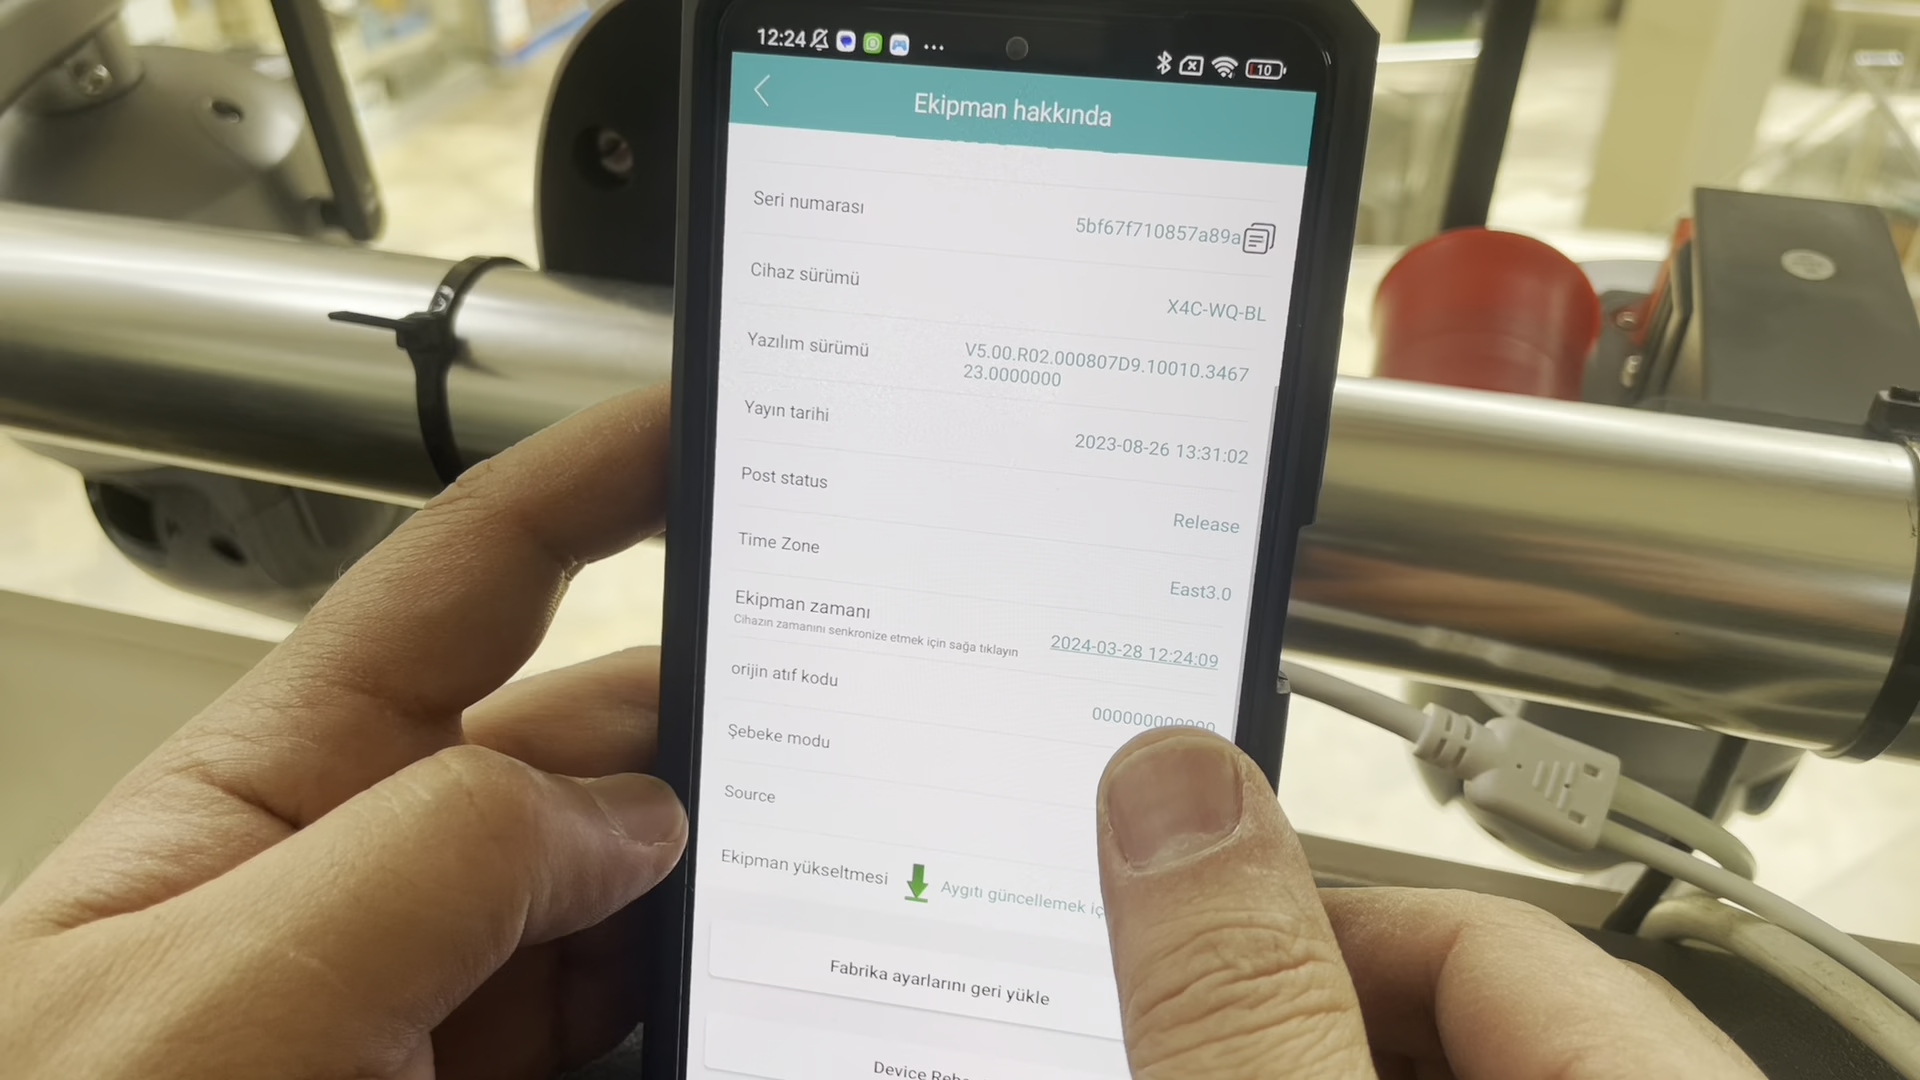 12:24
10
Ekipman hakkında
Seri numarası
5bf67f710857a89a
Cihaz sürümü
X4C-WQ-BL
Yazılım sürümü
V5.00.R02.000807D9.10010.3467
23.0000000
Yayın tarihi
2023-08-26 13:31:02
Post status
Release
Time Zone
East3.0
Ekipman zamanı
Cihazın zamanını senkronize etmek için sağa tıklayın
2024-03-28 12:24:09
orijin atıf kodu
000000000000
Şebeke modu
Source
Ekipman yükseltmesi
Aygıtı güncellemek iç
Fabrika ayarlarını geri yükle
Device